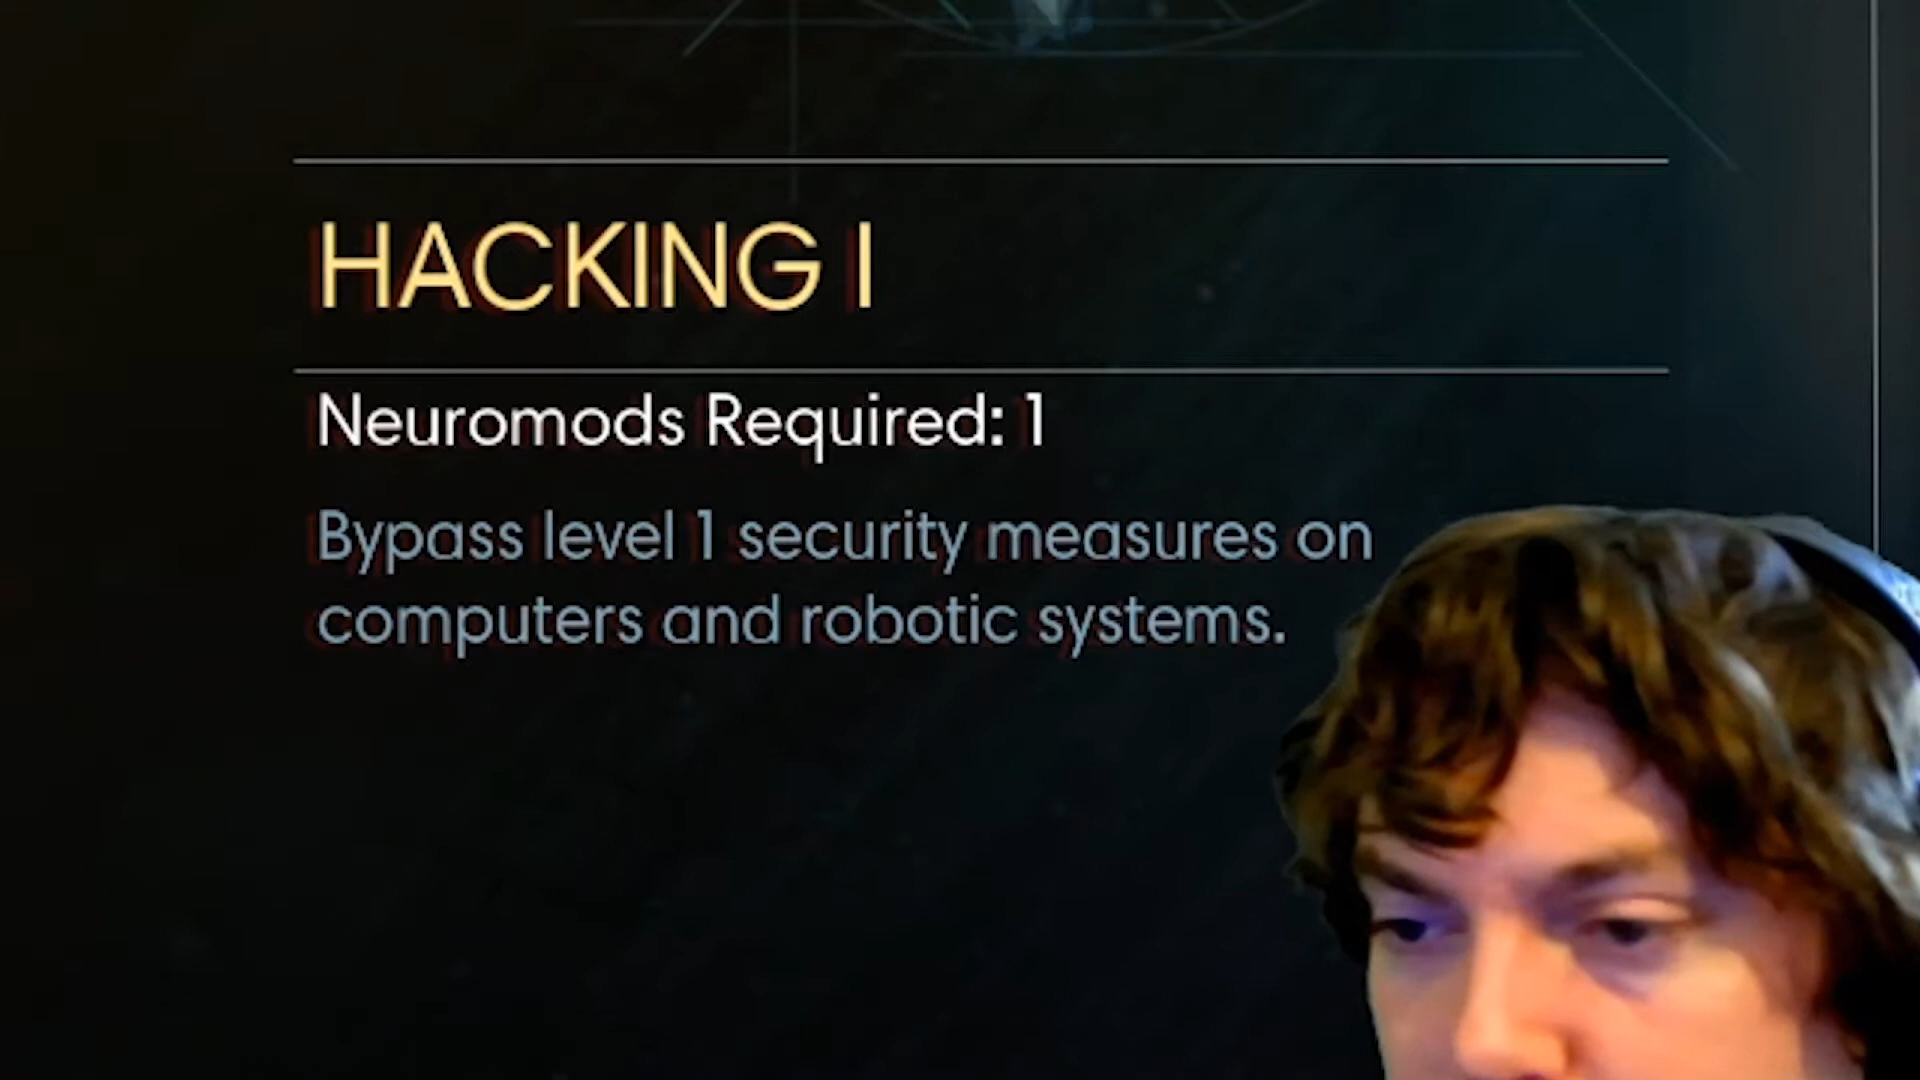 HACKING I
Neuromods Required: 1
Bypass level 1 security measures on
computers and robotic systems.